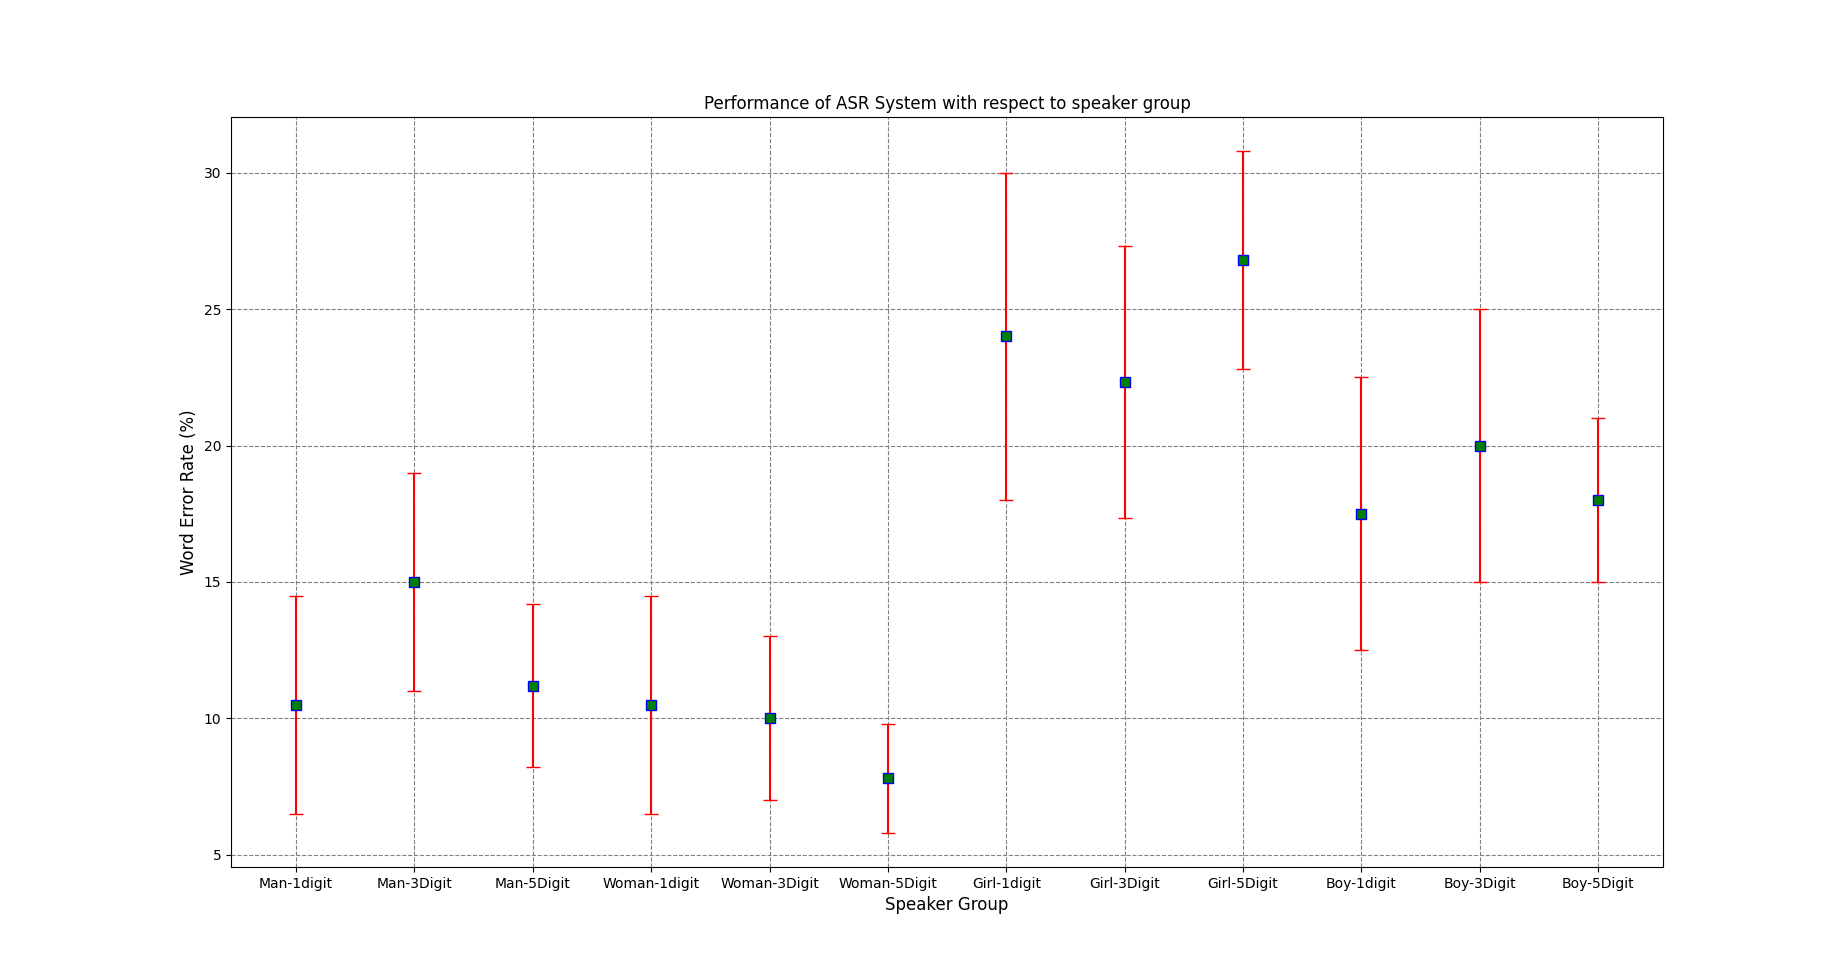 Performance of ASR System with respect to speaker group
30
25
20
15
10
5
Word Error Rate (%)
Man-1digit Man-3Digit Man-5Digit Woman-1digit Woman-3Digit Woman-5Digit Girl-1digit Girl-3Digit Girl-5Digit Boy-1digit Boy-3Digit Boy-5Digit
Speaker Group